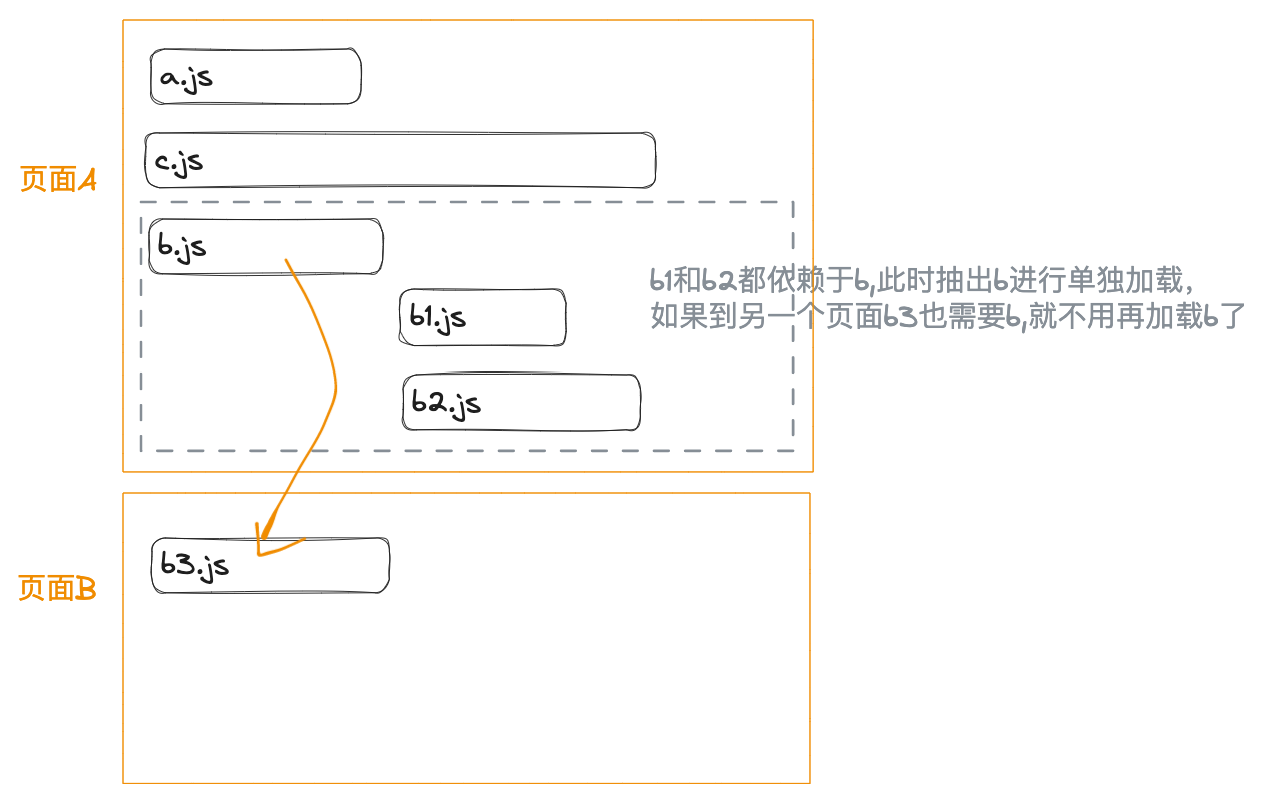 a.js
c.js
页面A
b.js
b1和b2都依赖于b,此时抽出b进行单独加载,
如果到另一个页面b3也需要b,就不用再加载b了
b1.js
b2.js
b3.js
页面B